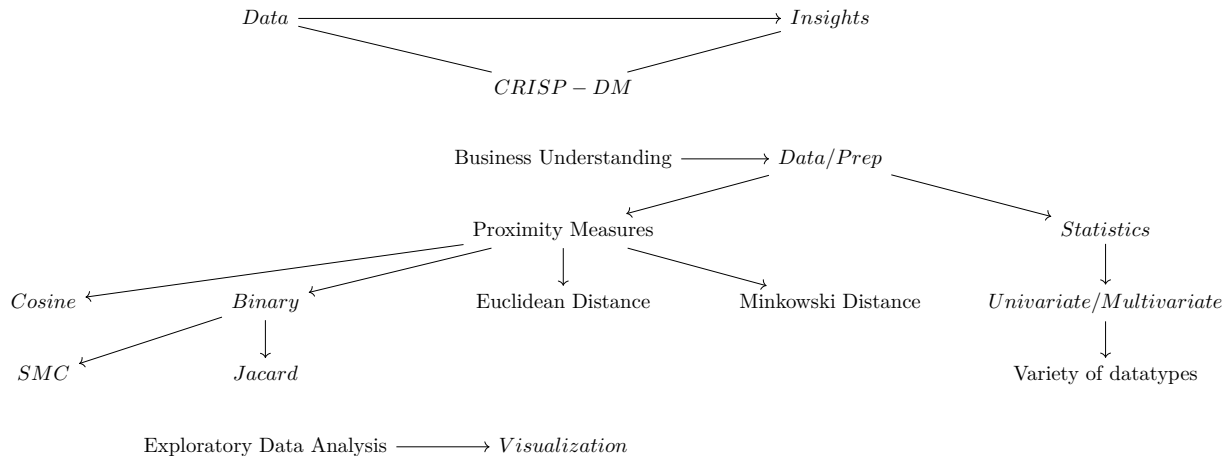 Data Insights
CRISP − DM
Business Understanding Data/Prep
Proximity Measures Statistics
Cosine Binary Euclidean Distance Minkowski Distance Univariate/Multivariate
SMC Jacard Variety of datatypes
Exploratory Data Analysis Visualization